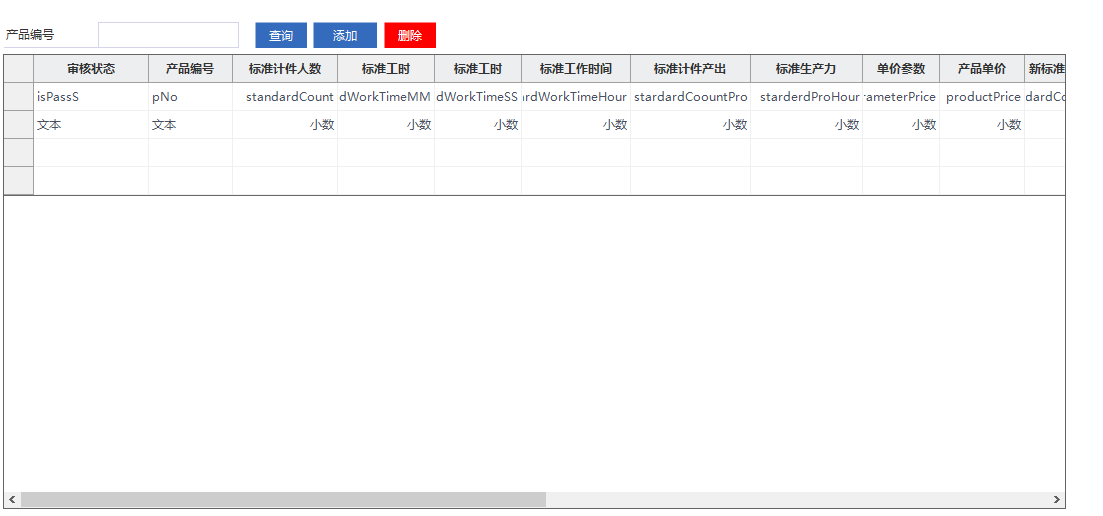 产品编号 查询 添加 删除
审核状态 产品编号 标准计件人数 标准工时 标准工时 标准工作时间 标准计件产出 标准生产力 单价参数 产品单价 新标准
isPassS pNo standardCount dWorkTimeMM dWorkTimeSS rdWorkTimeHour stardardCoountPro starderdProHour rameterPrice productPrice dardCo
文本 文本 小数 小数 小数 小数 小数 小数 小数 小数